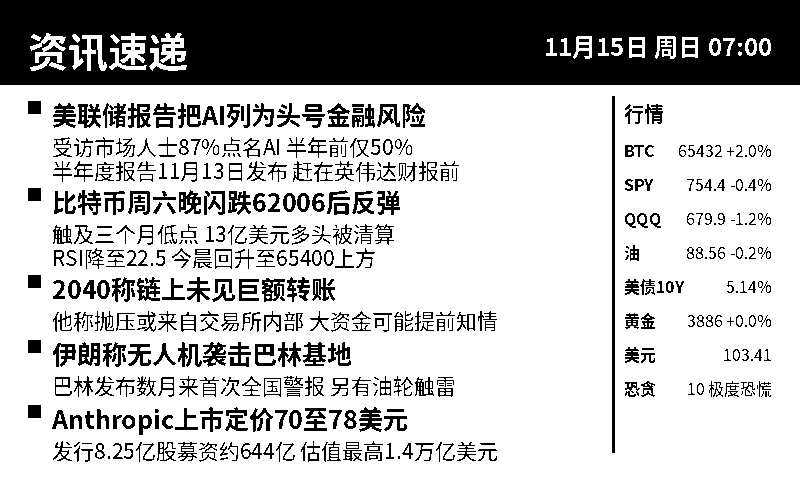 资讯速递
11月15日 周日 07:00
美联储报告把AI列为头号金融风险
受访市场人士87%点名AI 半年前仅50%
半年度报告11月13日发布 赶在英伟达财报前
比特币周六晚闪跌62006后反弹
触及三个月低点 13亿美元多头被清算
RSI降至22.5 今晨回升至65400上方
2040称链上未见巨额转账
他称抛压或来自交易所内部 大资金可能提前知情
伊朗称无人机袭击巴林基地
巴林发布数月来首次全国警报 另有油轮触雷
Anthropic上市定价70至78美元
发行8.25亿股募资约644亿 估值最高1.4万亿美元
行情
BTC 65432 +2.0%
SPY 754.4 -0.4%
QQQ 679.9 -1.2%
油 88.56 -0.2%
美债10Y 5.14%
黄金 3886 +0.0%
美元 103.41
恐贪 10 极度恐慌